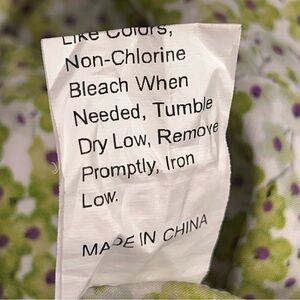 Like Colors,
Non-Chlorine
Bleach When
Needed, Tumble
Dry Low, Remove
Promptly, Iron
Low.
MADE IN CHINA